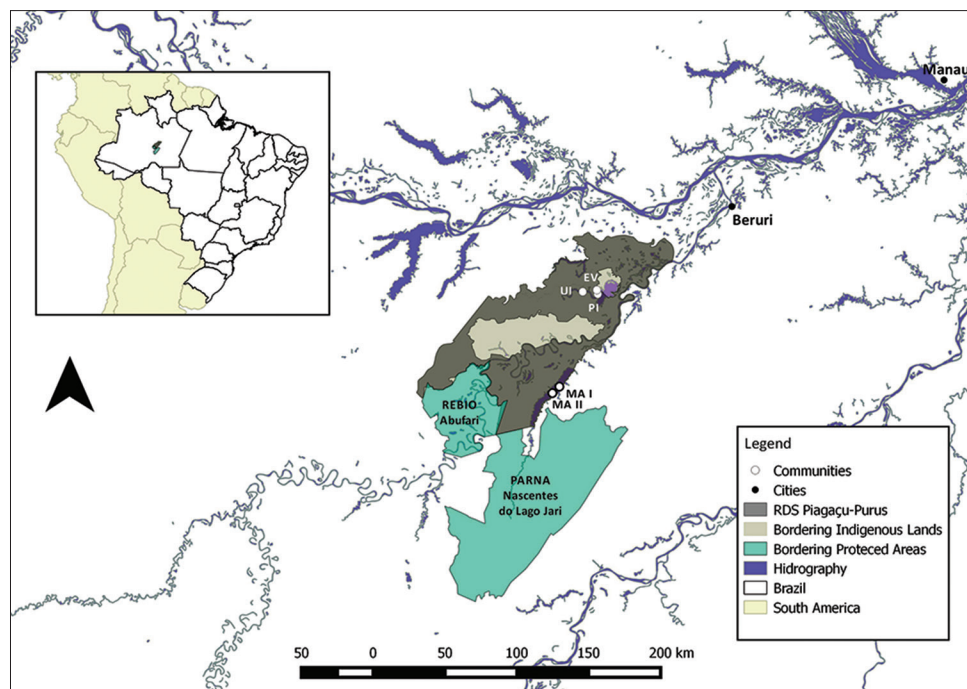 Manau
Beruri
EV
UI
PI
MA I
MA II
REBIO
Abufari
PARNA
Nascentes
do Lago Jari
Legend
Communities
Cities
RDS Piagaçu-Purus
Bordering Indigenous Lands
Bordering Proteced Areas
Hidrography
Brazil
South America
50 0 50 100 150 200 km